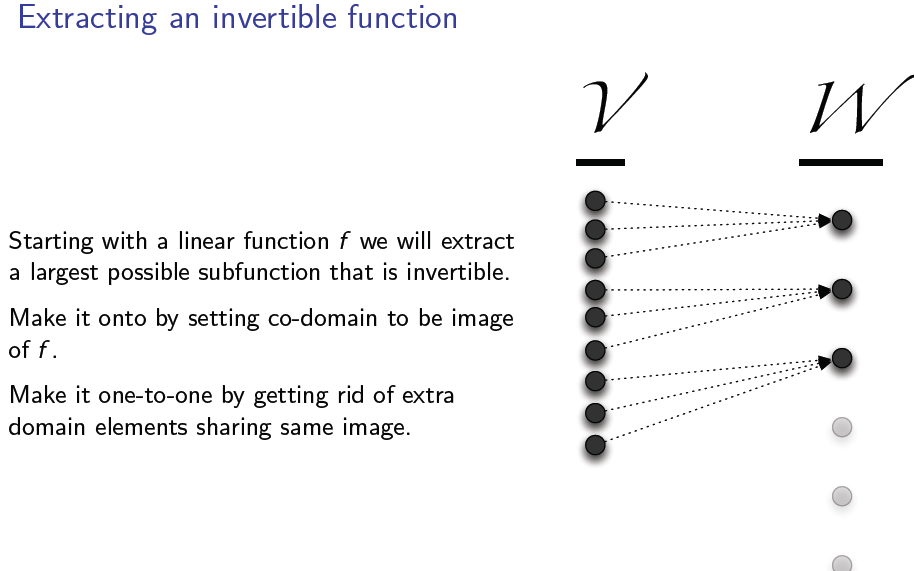 Extracting an invertible function
V
W
Starting with a linear function f we will extract
a largest possible subfunction that is invertible.
Make it onto by setting co-domain to be image
of f.
Make it one-to-one by getting rid of extra
domain elements sharing same image.